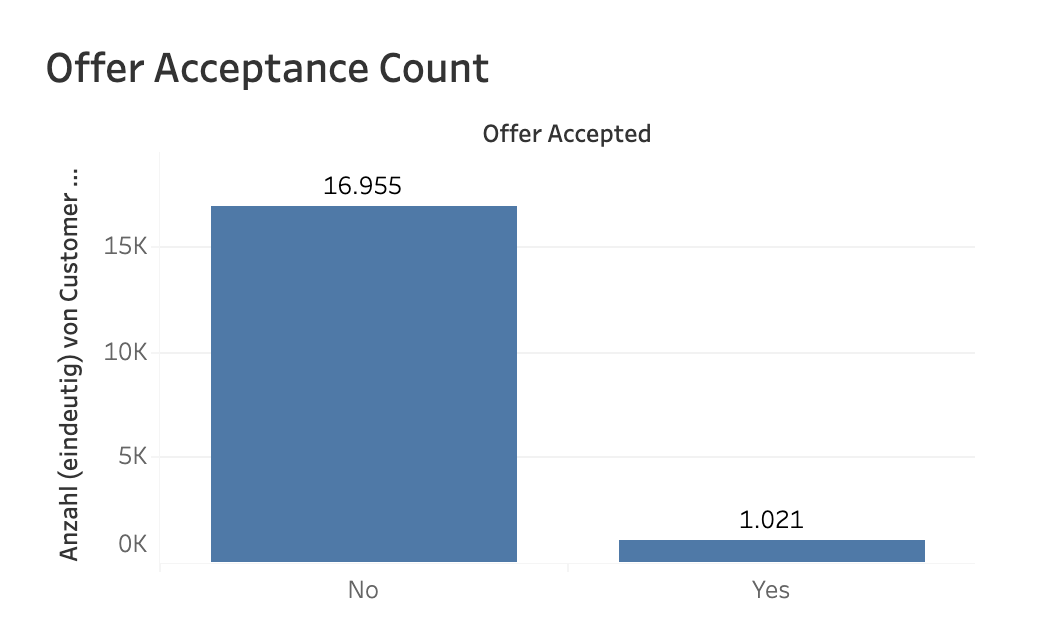 Offer Acceptance Count
Offer Accepted
Anzahl (eindeutig) von Customer ...
15K
10K
5K
0K
16.955
1.021
No
Yes